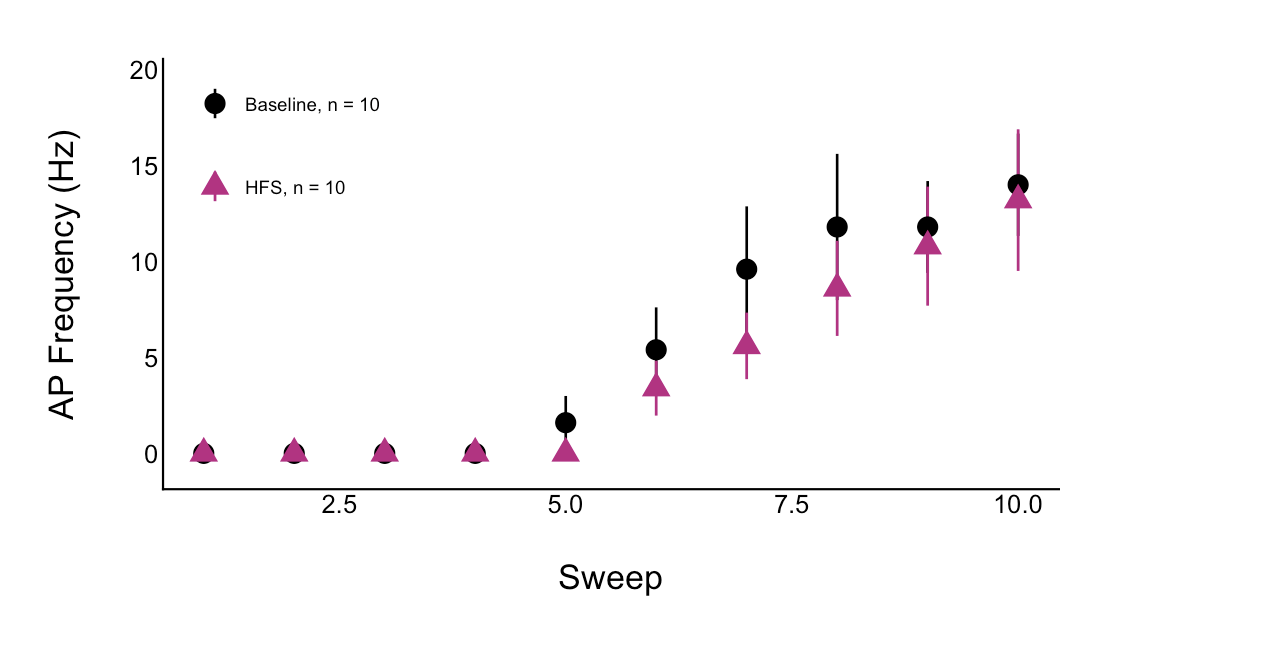 20
15
10
5
0
AP Frequency (Hz)
Baseline, n = 10
HFS, n = 10
2.5 5.0 7.5 10.0
Sweep